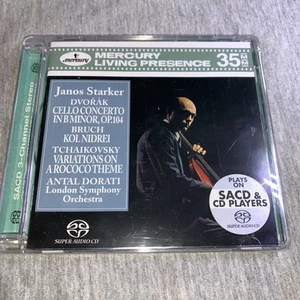 mercury
MERCURY
LIVING PRESENCE
35
MM
Janos Starker
DVOŘÁK
CELLO CONCERTO
IN B MINOR, OP.104
BRUCH
KOL NIDREI
TCHAIKOVSKY
VARIATIONS ON
A ROCOCO THEME
ANTAL DORATI
London Symphony
Orchestra
SUPER AUDIO CD
PLAYS
ON
SACD &
CD PLAYERS
SUPER AUDIO CD
SACD 3-Channel Stereo